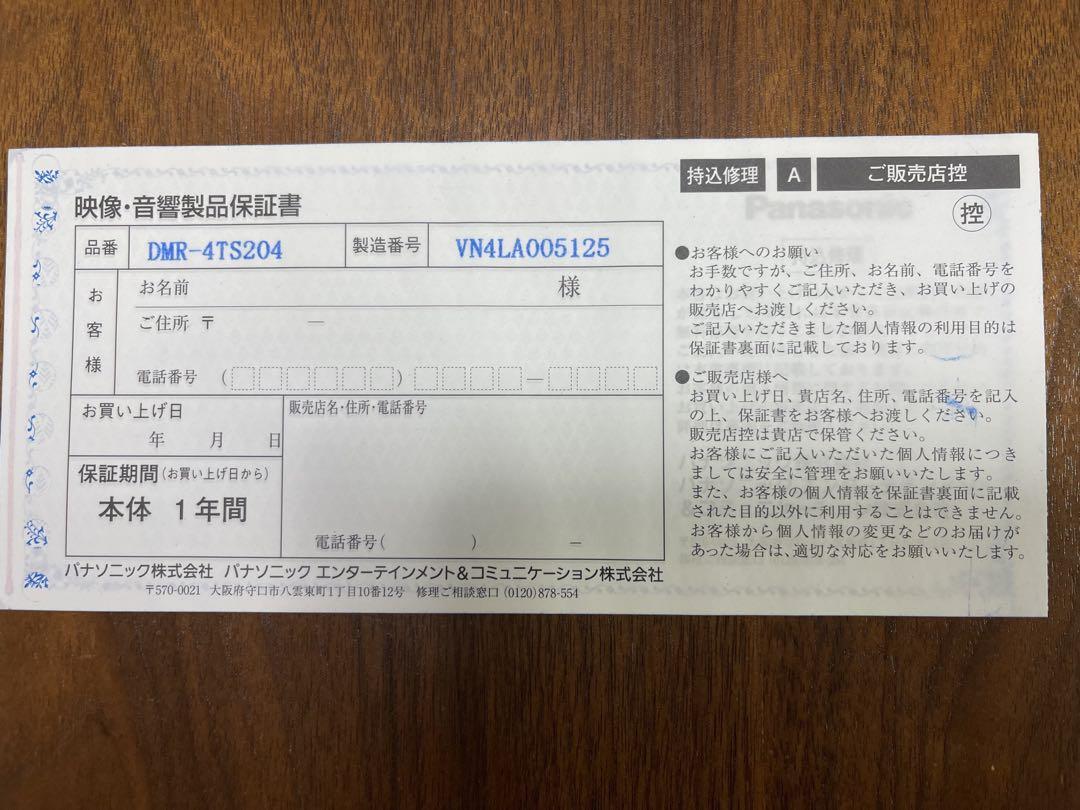 持込修理 A ご販売店控
映像・音響製品保証書
控
品番 DMR-4TS204 製造番号 VN4LA005125
お客様
お名前 様
ご住所 〒 ―
電話番号 ( ) ―
お買い上げ日
年 月 日
保証期間(お買い上げ日から)
本体 1年間
販売店名・住所・電話番号
電話番号( ) ―
パナソニック株式会社 パナソニック エンターテインメント&コミュニケーション株式会社
〒570-0021 大阪府守口市八雲東町1丁目10番12号 修理ご相談窓口 (0120)878-554
●お客様へのお願い
お手数ですが、ご住所、お名前、電話番号を
わかりやすくご記入いただき、お買い上げの
販売店へお渡しください。
ご記入いただきました個人情報の利用目的は
保証書裏面に記載しております。
●ご販売店様へ
お買い上げ日、貴店名、住所、電話番号を記入
の上、保証書をお客様へお渡しください。
販売店控は貴店で保管ください。
お客様にご記入いただいた個人情報につき
ましては安全に管理をお願いいたします。
また、お客様の個人情報を保証書裏面に記載
された目的以外に利用することはできません。
お客様から個人情報の変更などのお届けが
あった場合は、適切な対応をお願いいたします。